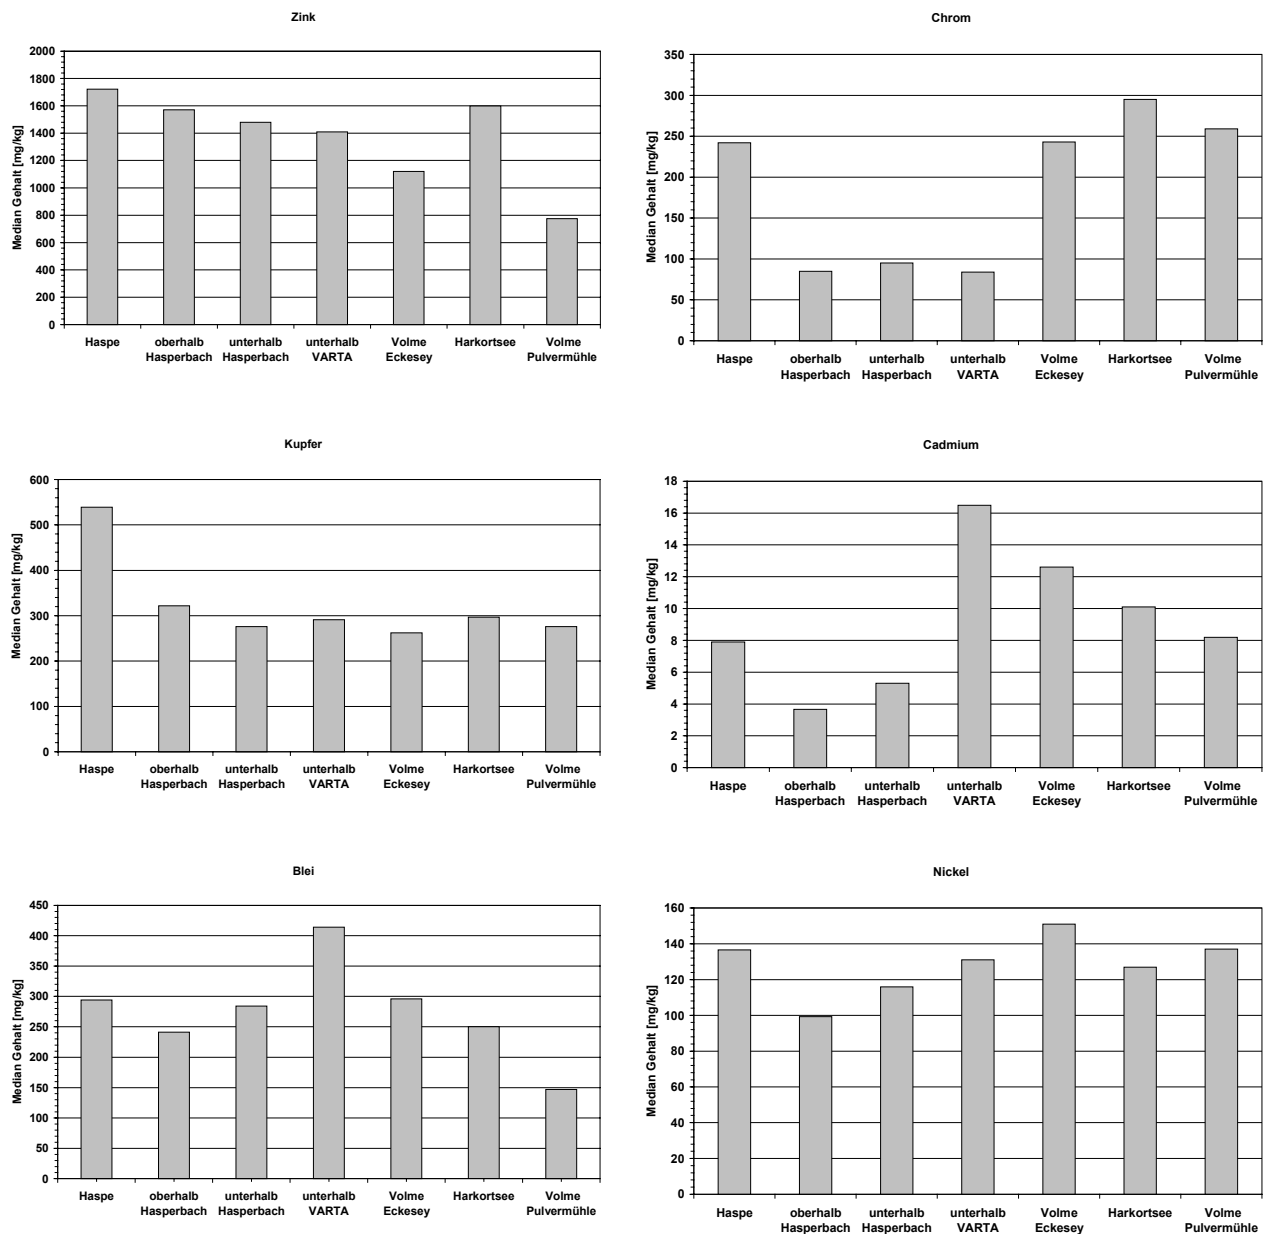 Zink
Median Gehalt [mg/kg]
2000
1800
1600
1400
1200
1000
800
600
400
200
0
Haspe
oberhalb
Hasperbach
unterhalb
Hasperbach
unterhalb
VARTA
Volme
Eckesey
Harkortsee
Volme
Pulvermühle
Chrom
Median Gehalt [mg/kg]
350
300
250
200
150
100
50
0
Haspe
oberhalb
Hasperbach
unterhalb
Hasperbach
unterhalb
VARTA
Volme
Eckesey
Harkortsee
Volme
Pulvermühle
Kupfer
Median Gehalt [mg/kg]
600
500
400
300
200
100
0
Haspe
oberhalb
Hasperbach
unterhalb
Hasperbach
unterhalb
VARTA
Volme
Eckesey
Harkortsee
Volme
Pulvermühle
Cadmium
Median Gehalt [mg/kg]
18
16
14
12
10
8
6
4
2
0
Haspe
oberhalb
Hasperbach
unterhalb
Hasperbach
unterhalb
VARTA
Volme
Eckesey
Harkortsee
Volme
Pulvermühle
Blei
Median Gehalt [mg/kg]
450
400
350
300
250
200
150
100
50
0
Haspe
oberhalb
Hasperbach
unterhalb
Hasperbach
unterhalb
VARTA
Volme
Eckesey
Harkortsee
Volme
Pulvermühle
Nickel
Median Gehalt [mg/kg]
160
140
120
100
80
60
40
20
0
Haspe
oberhalb
Hasperbach
unterhalb
Hasperbach
unterhalb
VARTA
Volme
Eckesey
Harkortsee
Volme
Pulvermühle